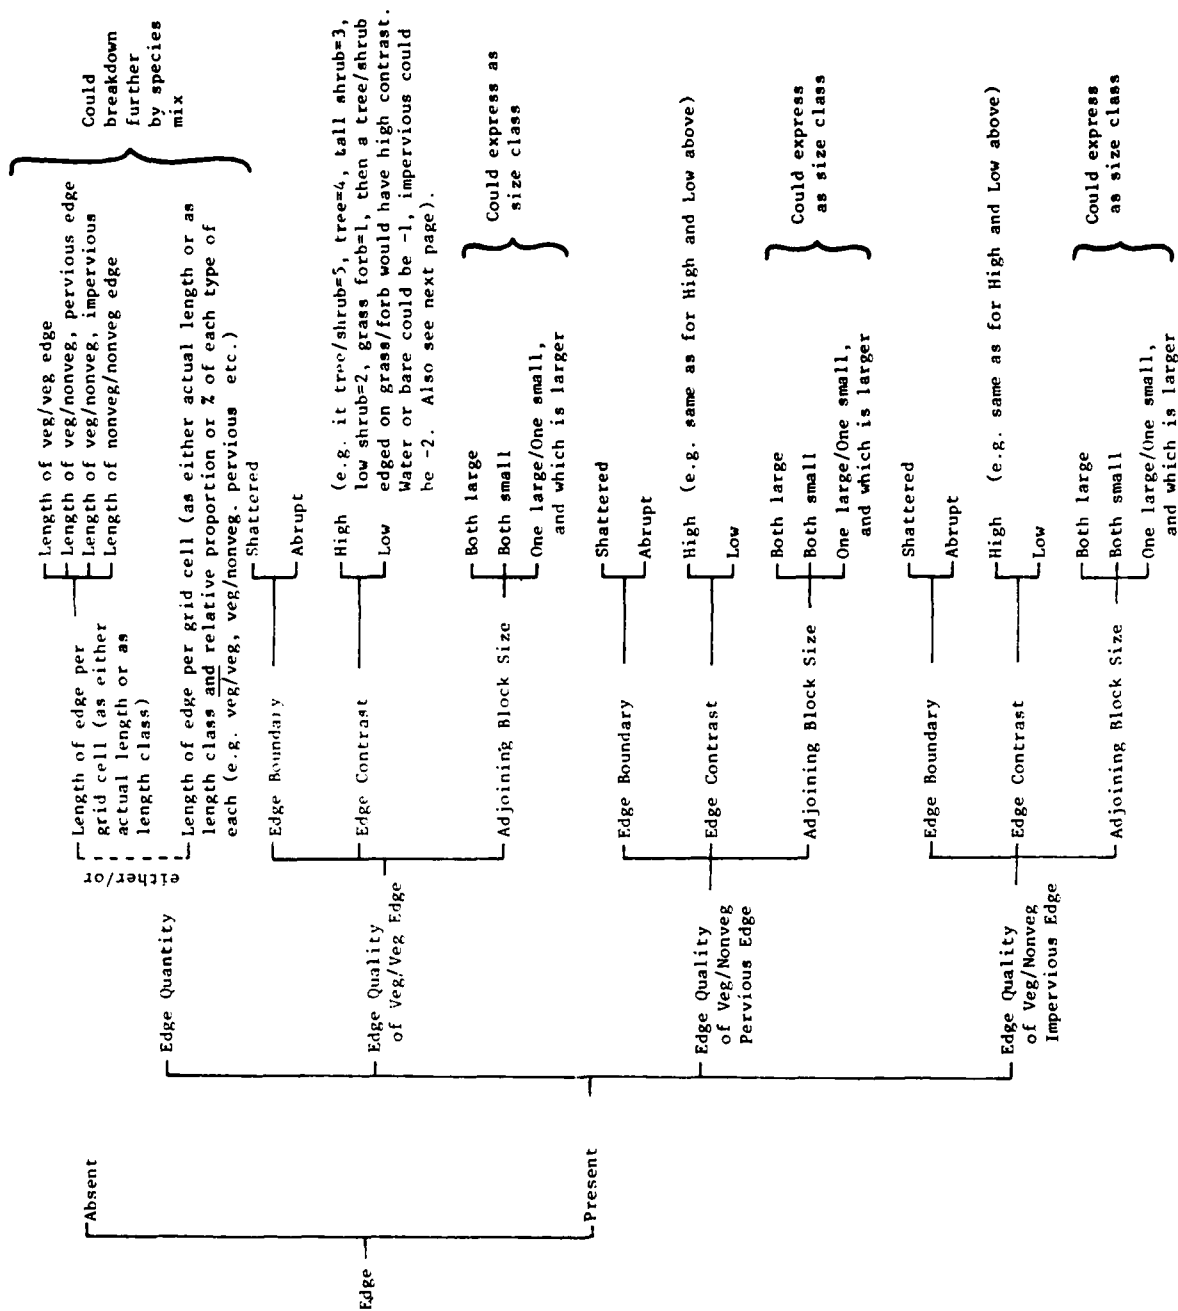 Edge
Absent
Present
Edge Quantity
either/or
Length of edge per
grid cell (as either
actual length or as
length class)
Length of veg/veg edge
Length of veg/nonveg, pervious edge
Length of veg/nonveg, impervious
Length of nonveg/nonveg edge
Could
breakdown
further
by species
mix
Length of edge per grid cell (as either actual length or as
length class and relative proportion or % of each type of
each (e.g. veg/veg, veg/nonveg. pervious etc.)
Edge Quality
of Veg/Veg Edge
Edge Boundary
Shattered
Abrupt
Edge Contrast
High
Low
(e.g. it tree/shrub=5, tree=4, tall shrub=3,
low shrub=2, grass forb=1, then a tree/shrub
edged on grass/forb would have high contrast.
Water or bare could be -1, impervious could
be -2. Also see next page).
Adjoining Block Size
Both large
Both small
One large/One small,
and which is larger
Could express as
size class
Edge Quality
of Veg/Nonveg
Pervious Edge
Edge Boundary
Shattered
Abrupt
Edge Contrast
High (e.g. same as for High and Low above)
Low
Adjoining Block Size
Both large
Both small
One large/One small,
and which is larger
Could express
as size class
Edge Quality
of Veg/Nonveg
Impervious Edge
Edge Boundary
Shattered
Abrupt
Edge Contrast
High (e.g. same as for High and Low above)
Low
Adjoining Block Size
Both large
Both small
One large/One small,
and which is larger
Could express
as size class